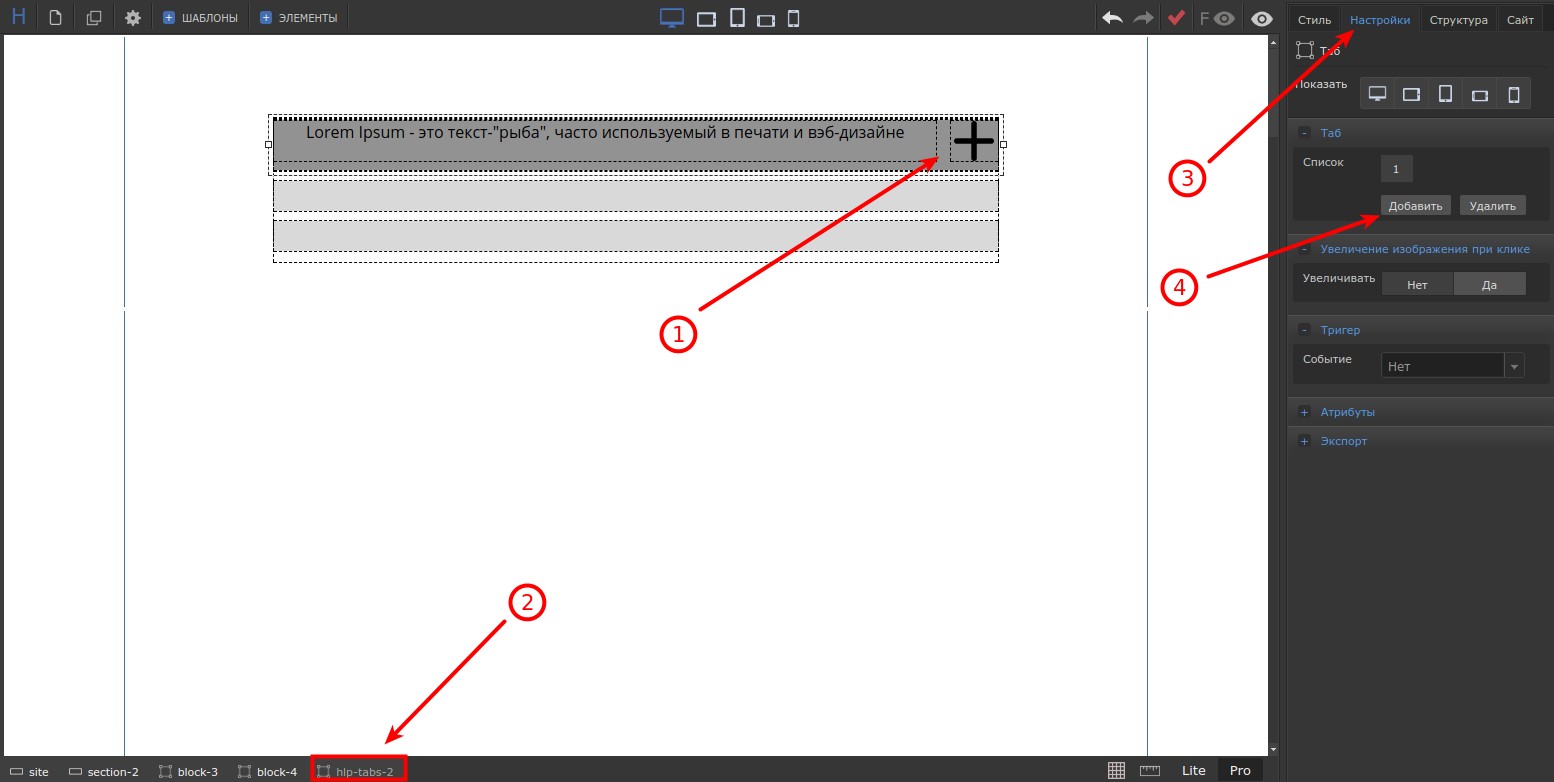 H
+ ШАБЛОНЫ
+ ЭЛЕМЕНТЫ
F
Стиль Настройки Структура Сайт
Таб
Показать
Lorem Ipsum - это текст-"рыба", часто используемый в печати и вэб-дизайне
- Таб
Список 1
Добавить Удалить
- Увеличение изображения при клике
Увеличивать Нет Да
- Тригер
Событие Нет
+ Атрибуты
+ Экспорт
1
2
3
4
site section-2 block-3 block-4 hlp-tabs-2
Lite Pro